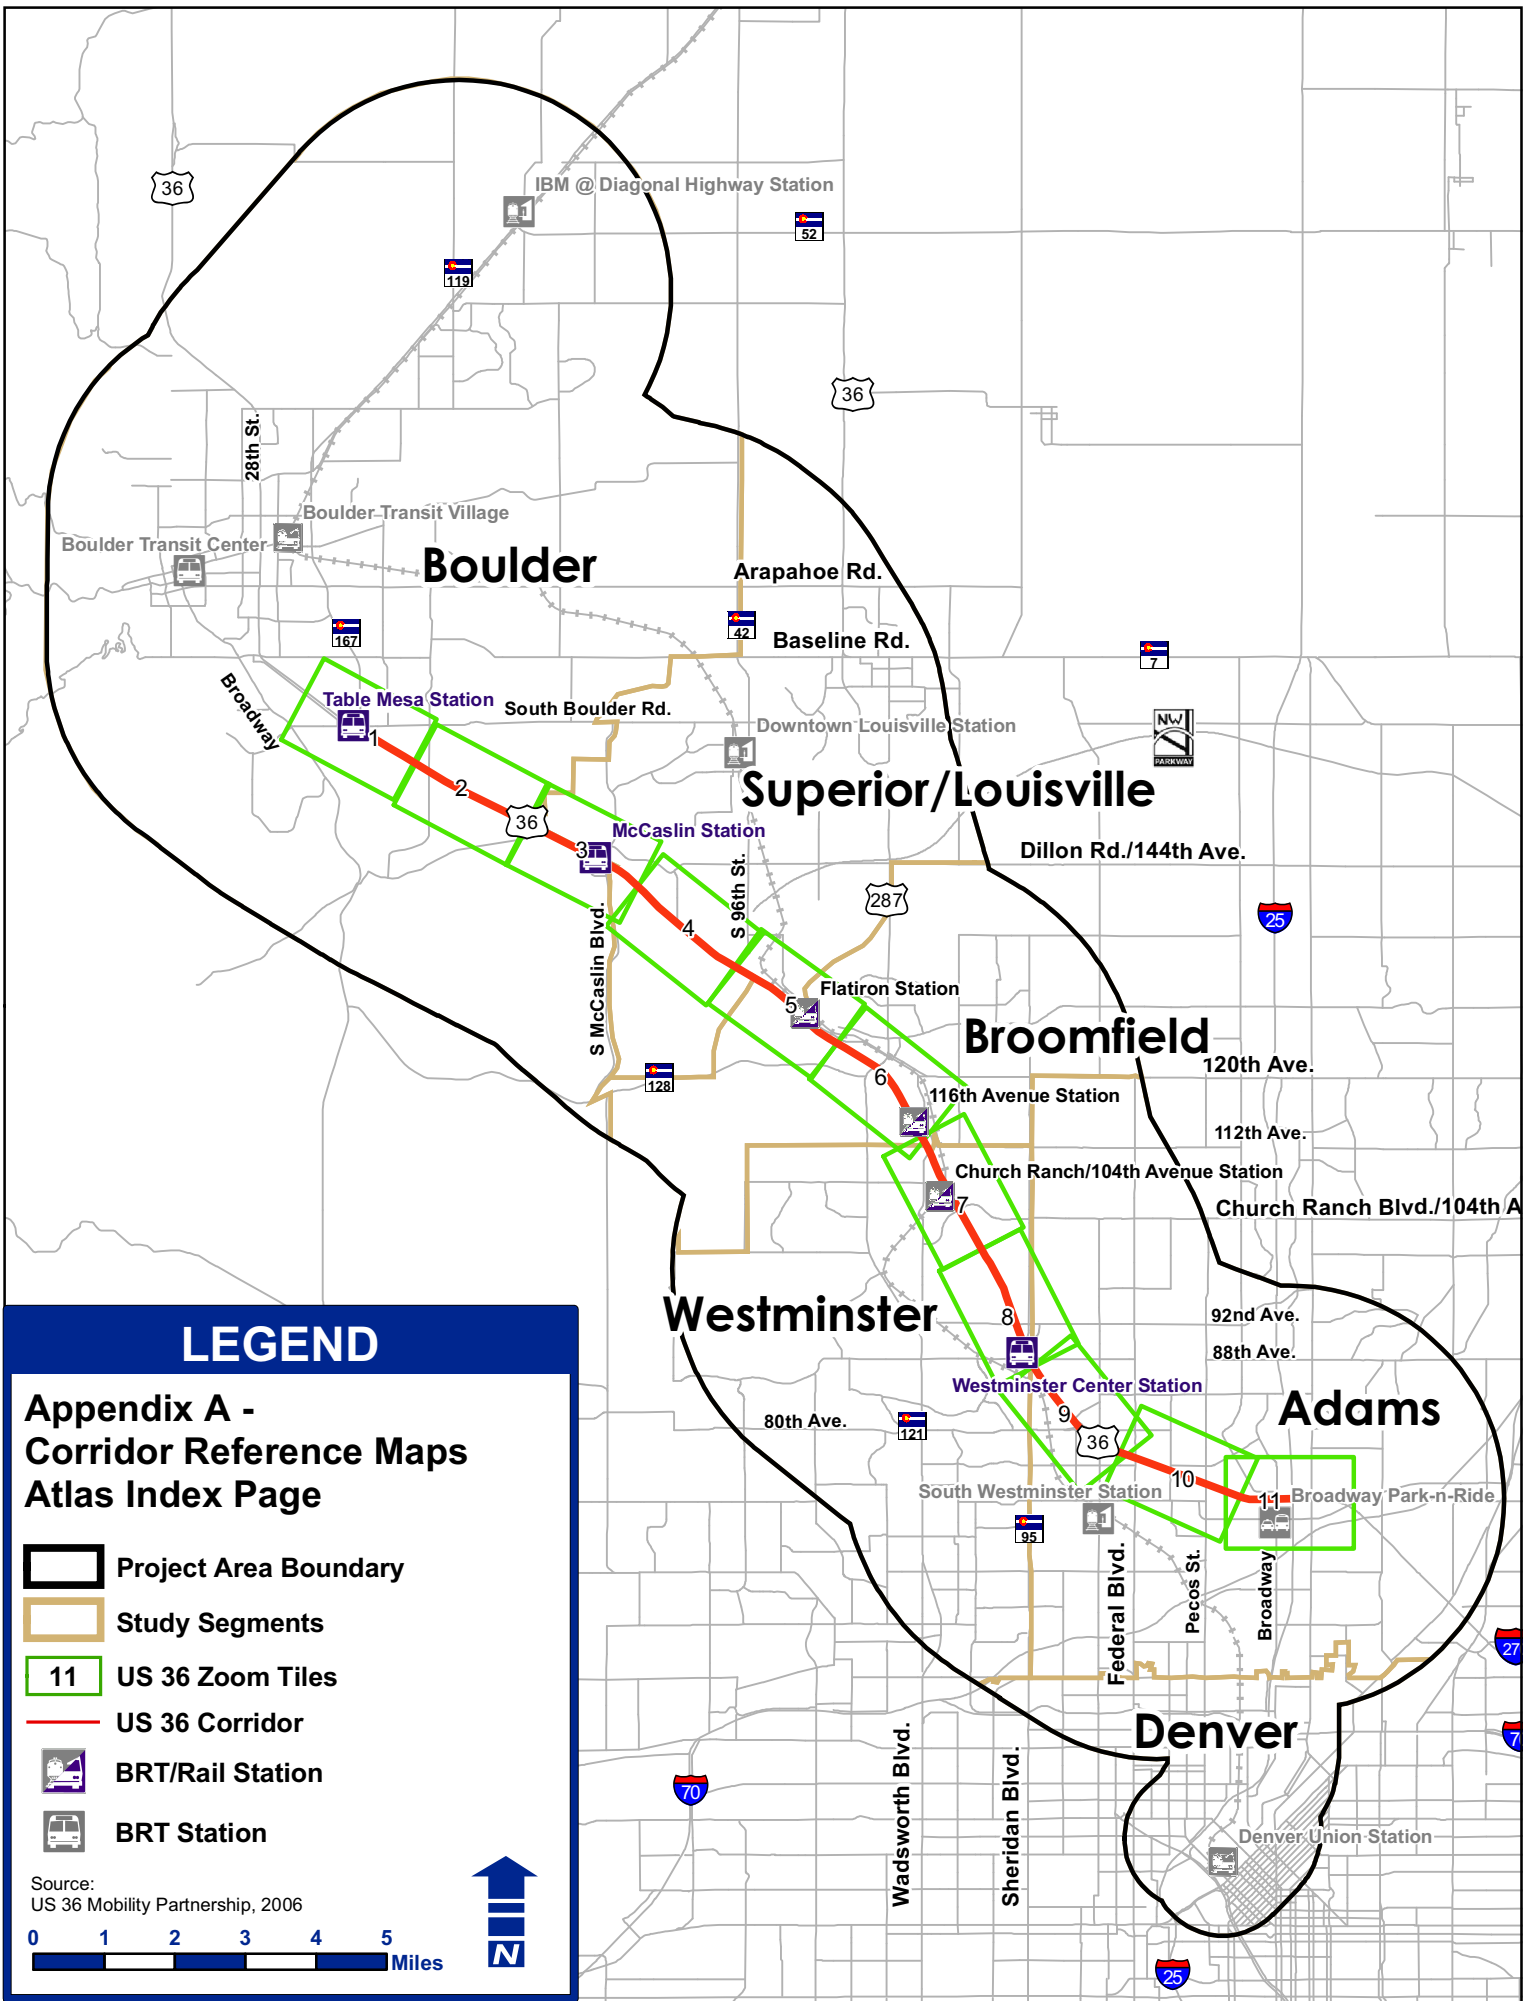 36
IBM @ Diagonal Highway Station
52
119
36
28th St.
Boulder Transit Village
Boulder Transit Center
Boulder
Arapahoe Rd.
42
Baseline Rd.
167
7
Broadway
Table Mesa Station
South Boulder Rd.
1
Downtown Louisville Station
NW
PARKWAY
2
Superior/Louisville
36
McCaslin Station
3
Dillon Rd./144th Ave.
S 96th St.
287
25
4
S McCaslin Blvd.
Flatiron Station
5
Broomfield
120th Ave.
6
128
116th Avenue Station
112th Ave.
Church Ranch/104th Avenue Station
7
Church Ranch Blvd./104th A
Westminster
8
92nd Ave.
88th Ave.
Westminster Center Station
Adams
80th Ave.
121
9
36
10
South Westminster Station
11
Broadway Park-n-Ride
95
Federal Blvd.
Pecos St.
Broadway
27
Denver
7
Wadsworth Blvd.
Sheridan Blvd.
70
Denver Union Station
25
LEGEND
Appendix A -
Corridor Reference Maps
Atlas Index Page
Project Area Boundary
Study Segments
11 US 36 Zoom Tiles
US 36 Corridor
BRT/Rail Station
BRT Station
Source:
US 36 Mobility Partnership, 2006
0 1 2 3 4 5
Miles
N